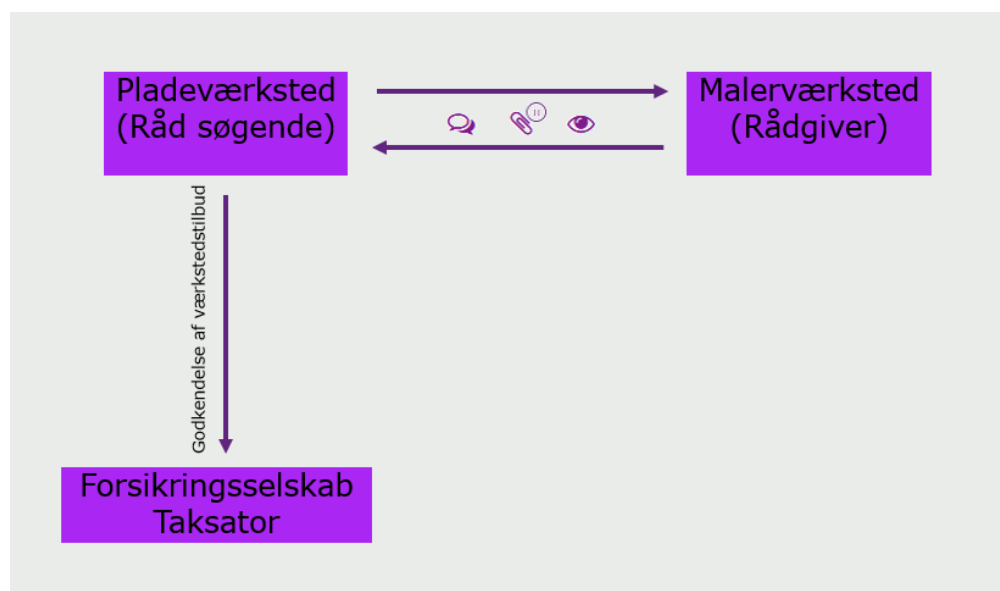 Pladeværksted
(Råd søgende)
Malerværksted
(Rådgiver)
Godkendelse af værkstedstilbud
Forsikringsselskab
Taksator